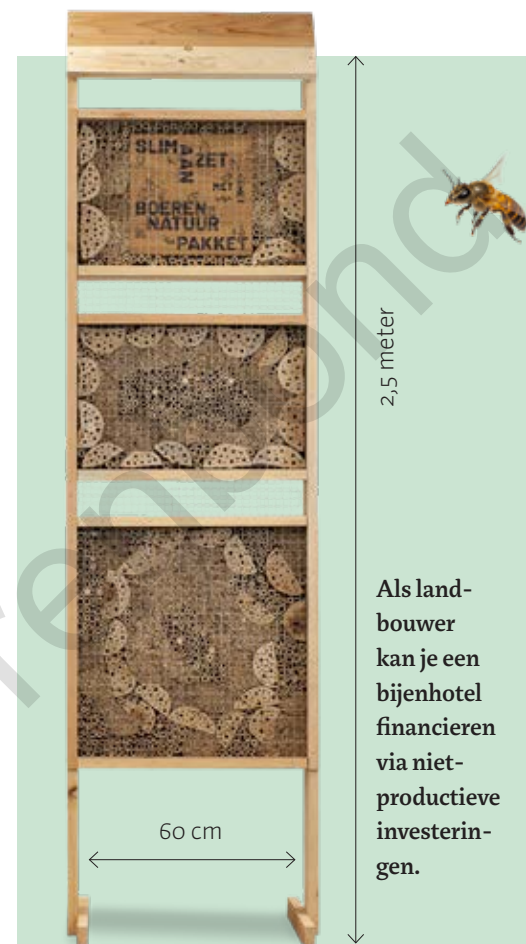 SLIM
AAN
ZET
MET
BOEREN
NATUUR
PAKKET
2,5 meter
Als land-
bouwer
kan je een
bijenhotel
financieren
via niet-
productieve
investerin-
gen.
60 cm
renbond